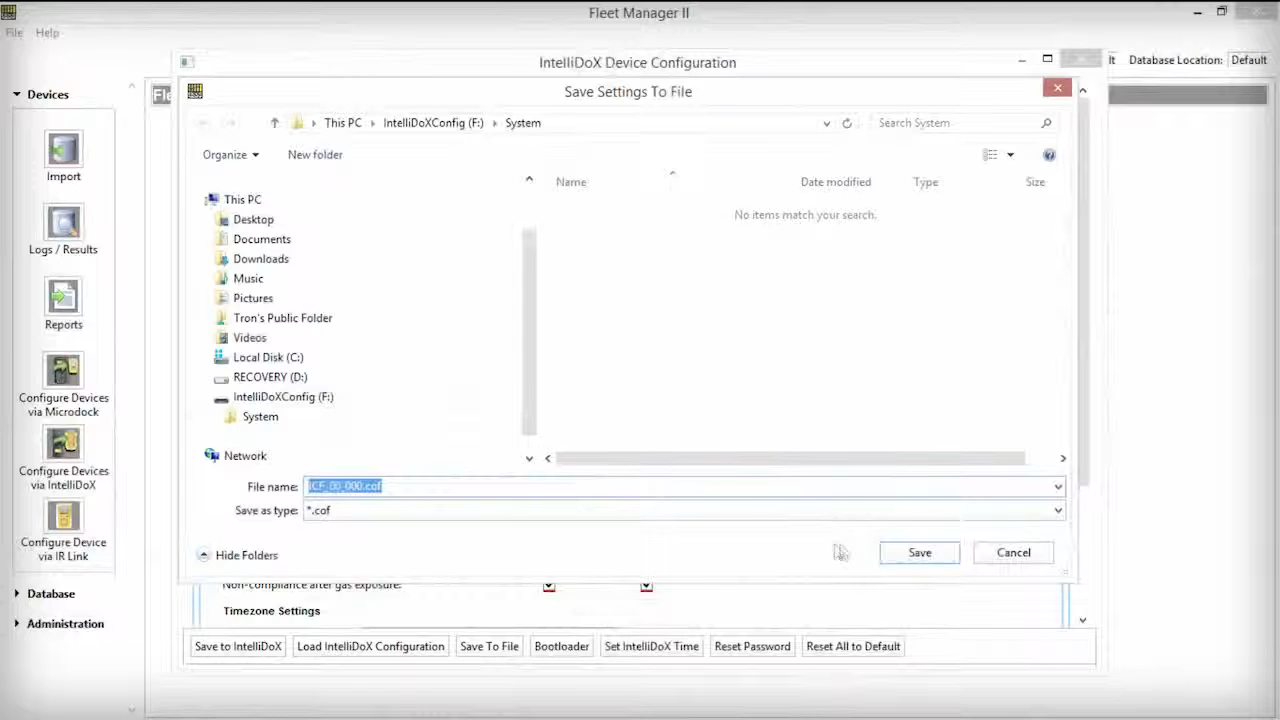 Fleet Manager II
File Help
IntelliDoX Device Configuration
lt Database Location: Default
Save Settings To File
Devices
Fle
This PC IntelliDoXConfig (F:) System
Search System
Organize New folder
Import
Name Date modified Type Size
This PC
No items match your search.
Desktop
Documents
Logs / Results
Downloads
Music
Pictures
Tron's Public Folder
Reports
Videos
Local Disk (C:)
RECOVERY (D:)
Configure Devices
via Microdock
IntelliDoXConfig (F:)
System
Network
Configure Devices
via IntelliDoX
File name:
Save as type: *.cof
Configure Device
via IR Link
Hide Folders
Save Cancel
Non-compliance after gas exposure:
Database
Timezone Settings
Administration
Save to IntelliDoX Load IntelliDoX Configuration Save To File Bootloader Set IntelliDoX Time Reset Password Reset All to Default